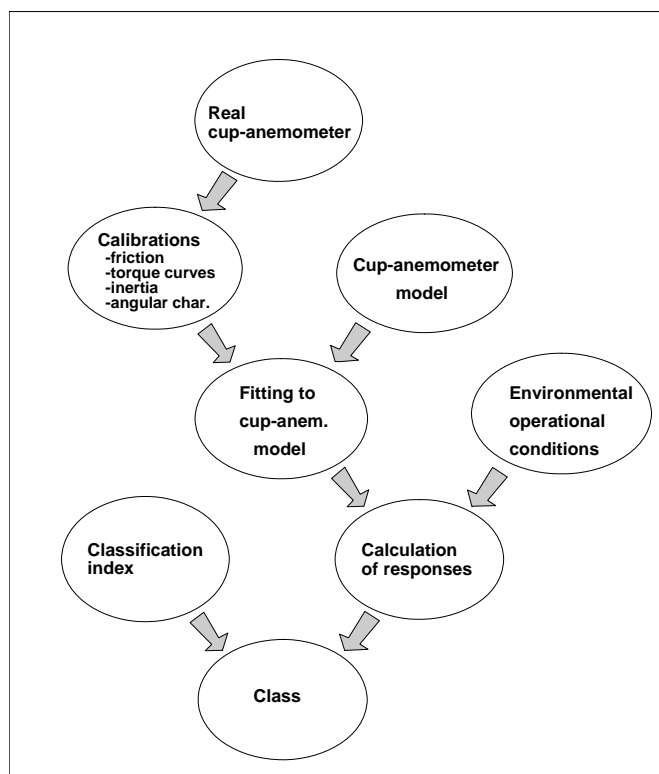 Real
cup-anemometer
Calibrations
-friction
-torque curves
-inertia
-angular char.
Cup-anemometer
model
Fitting to
cup-anem.
model
Environmental
operational
conditions
Classification
index
Calculation
of responses
Class